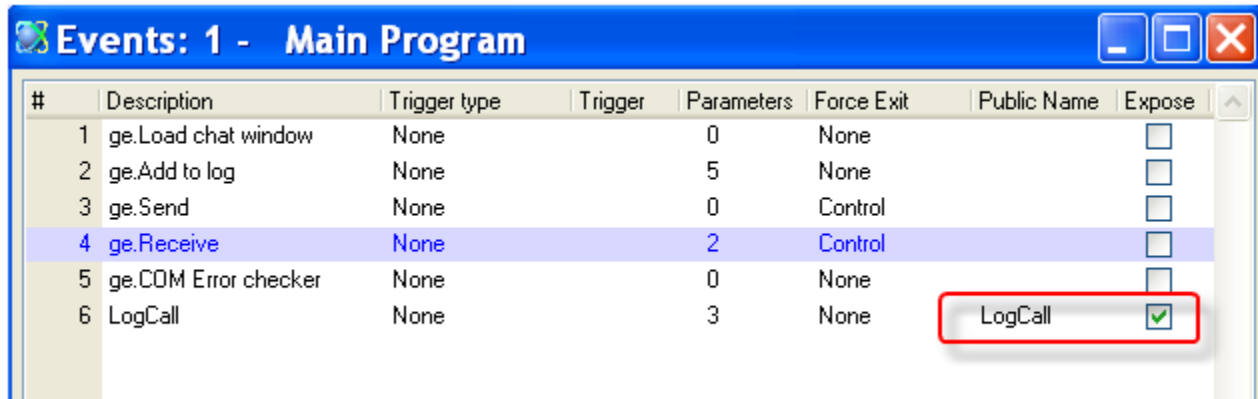 Events: 1 - Main Program
# Description Trigger type Trigger Parameters Force Exit Public Name Expose
1 ge.Load chat window None 0 None
2 ge.Add to log None 5 None
3 ge.Send None 0 Control
4 ge.Receive None 2 Control
5 ge.COM Error checker None 0 None
6 LogCall None 3 None LogCall